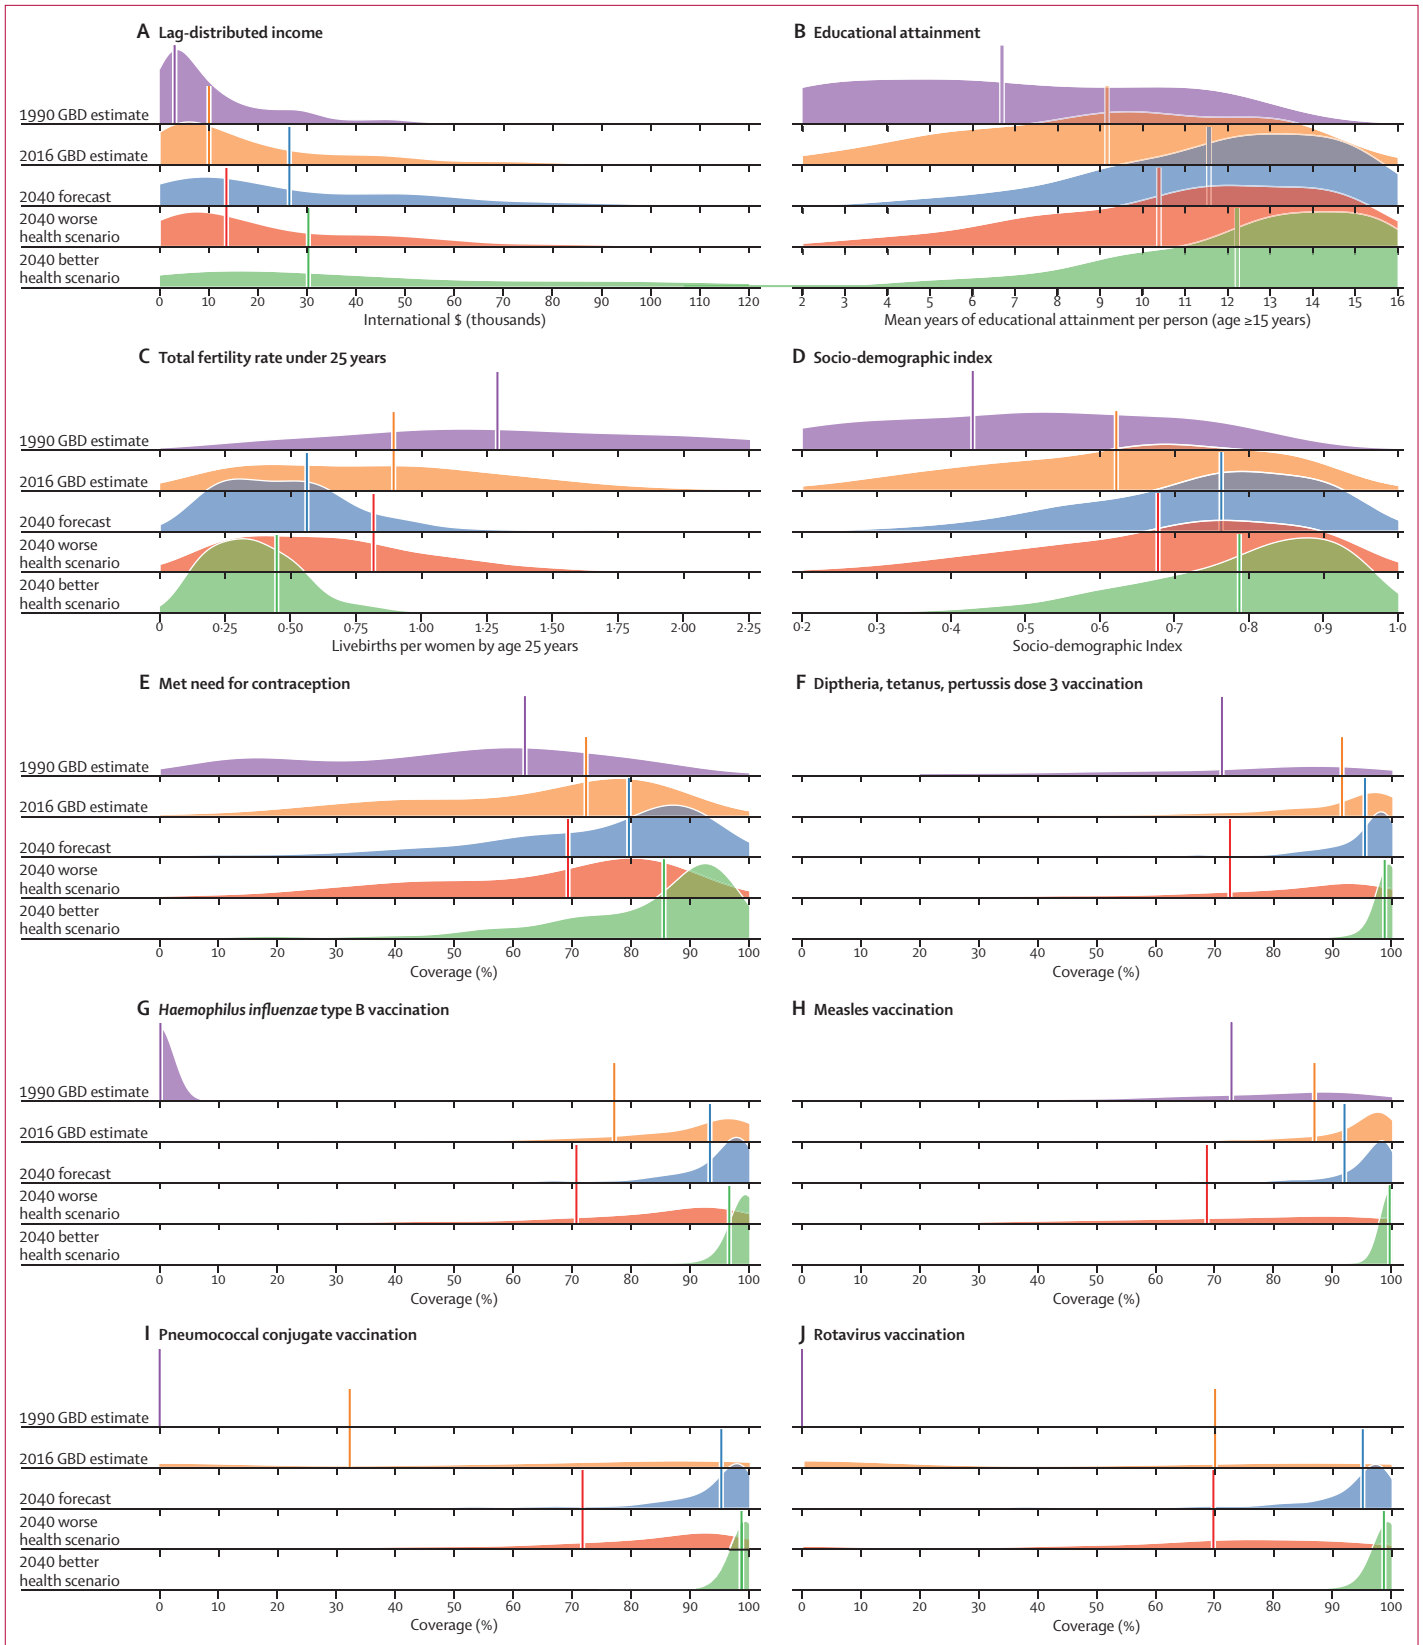 A Lag-distributed income
1990 GBD estimate
2016 GBD estimate
2040 forecast
2040 worse
health scenario
2040 better
health scenario
0 10 20 30 40 50 60 70 80 90 100 110 120
International $ (thousands)
B Educational attainment
2 3 4 5 6 7 8 9 10 11 12 13 14 15 16
Mean years of educational attainment per person (age ≥15 years)
C Total fertility rate under 25 years
1990 GBD estimate
2016 GBD estimate
2040 forecast
2040 worse
health scenario
2040 better
health scenario
0 0·25 0·50 0·75 1·00 1·25 1·50 1·75 2·00 2·25
Livebirths per women by age 25 years
D Socio-demographic index
0·2 0·3 0·4 0·5 0·6 0·7 0·8 0·9 1·0
Socio-demographic Index
E Met need for contraception
1990 GBD estimate
2016 GBD estimate
2040 forecast
2040 worse
health scenario
2040 better
health scenario
0 10 20 30 40 50 60 70 80 90 100
Coverage (%)
F Diptheria, tetanus, pertussis dose 3 vaccination
0 10 20 30 40 50 60 70 80 90 100
Coverage (%)
G Haemophilus influenzae type B vaccination
1990 GBD estimate
2016 GBD estimate
2040 forecast
2040 worse
health scenario
2040 better
health scenario
0 10 20 30 40 50 60 70 80 90 100
Coverage (%)
H Measles vaccination
0 10 20 30 40 50 60 70 80 90 100
Coverage (%)
I Pneumococcal conjugate vaccination
1990 GBD estimate
2016 GBD estimate
2040 forecast
2040 worse
health scenario
2040 better
health scenario
0 10 20 30 40 50 60 70 80 90 100
Coverage (%)
J Rotavirus vaccination
0 10 20 30 40 50 60 70 80 90 100
Coverage (%)